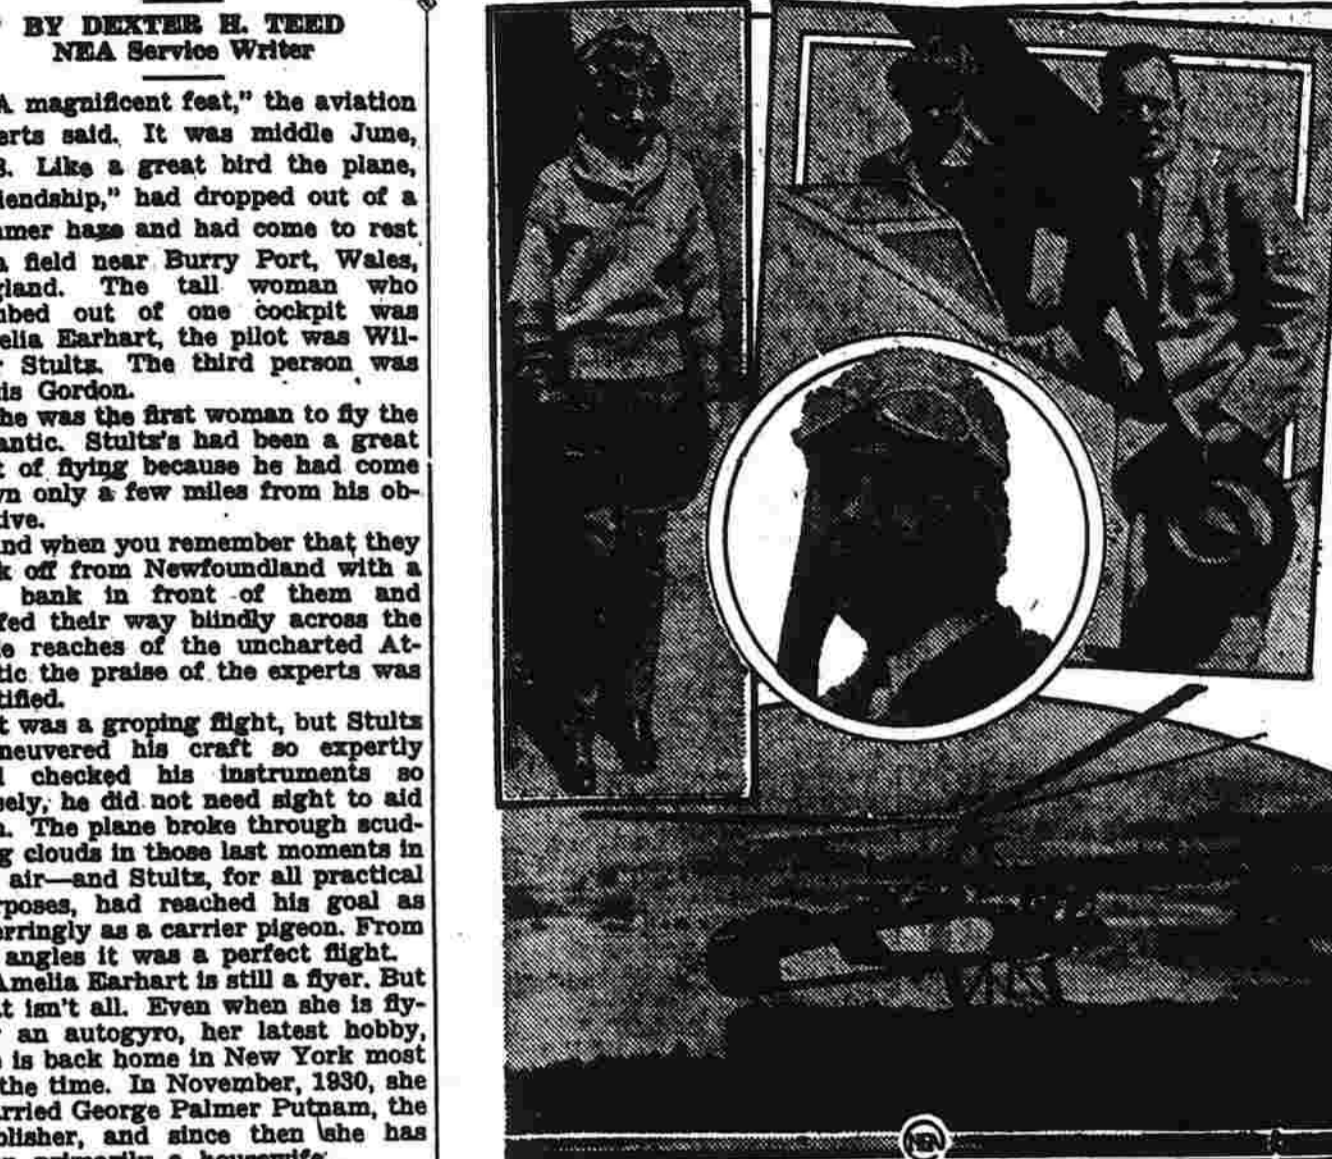 BY DEXTER H. TEED
NEA Service Writer
A magnificent feat," the aviation
erts said. It was middle June,
8. Like a great bird the plane,
iendship," had dropped out of a
mer haze and had come to rest
a field near Burry Port, Wales,
gland. The tall woman who
nbed out of one cockpit was
elia Earhart, the pilot was Wil-
r Stultz. The third person was
is Gordon.
he was the first woman to fly the
antic. Stultz's had been a great
t of flying because he had come
vn only a few miles from his ob-
tive.
nd when you remember that they
k off from Newfoundland with a
bank in front of them and
fed their way blindly across the
e reaches of the uncharted At-
tic the praise of the experts was
tified.
t was a groping flight, but Stultz
neuvered his craft so expertly
l checked his instruments so
sely, he did not need sight to aid
n. The plane broke through scud-
g clouds in those last moments in
air—and Stultz, for all practical
rposes, had reached his goal as
erringly as a carrier pigeon. From
angles it was a perfect flight.
Amelia Earhart is still a flyer. But
t isn't all. Even when she is fly-
r an autogyro, her latest hobby,
e is back home in New York most
the time. In November, 1930, she
rried George Palmer Putnam, the
blisher, and since then she has
primarily a housewife
NEA